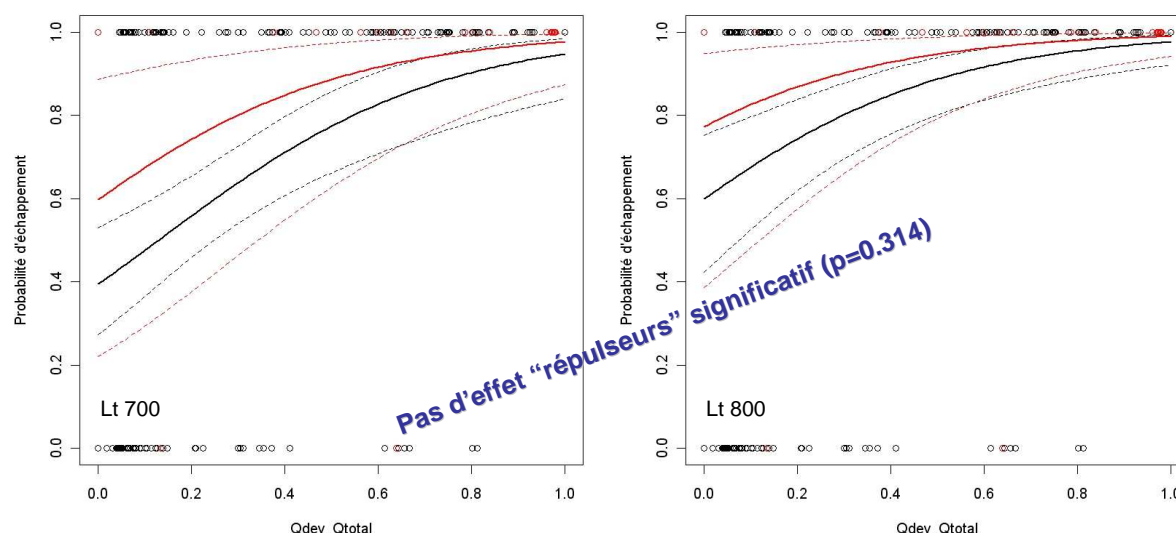 Probabilité d'échappement
1.0
0.8
0.6
0.4
0.2
0.0
Lt 700
0.0 0.2 0.4 0.6 0.8 1.0
Qdev_Qtotal
Probabilité d'échappement
1.0
0.8
0.6
0.4
0.2
0.0
Lt 800
0.0 0.2 0.4 0.6 0.8 1.0
Qdev_Qtotal
Pas d'effet “répulseurs” significatif (p=0.314)